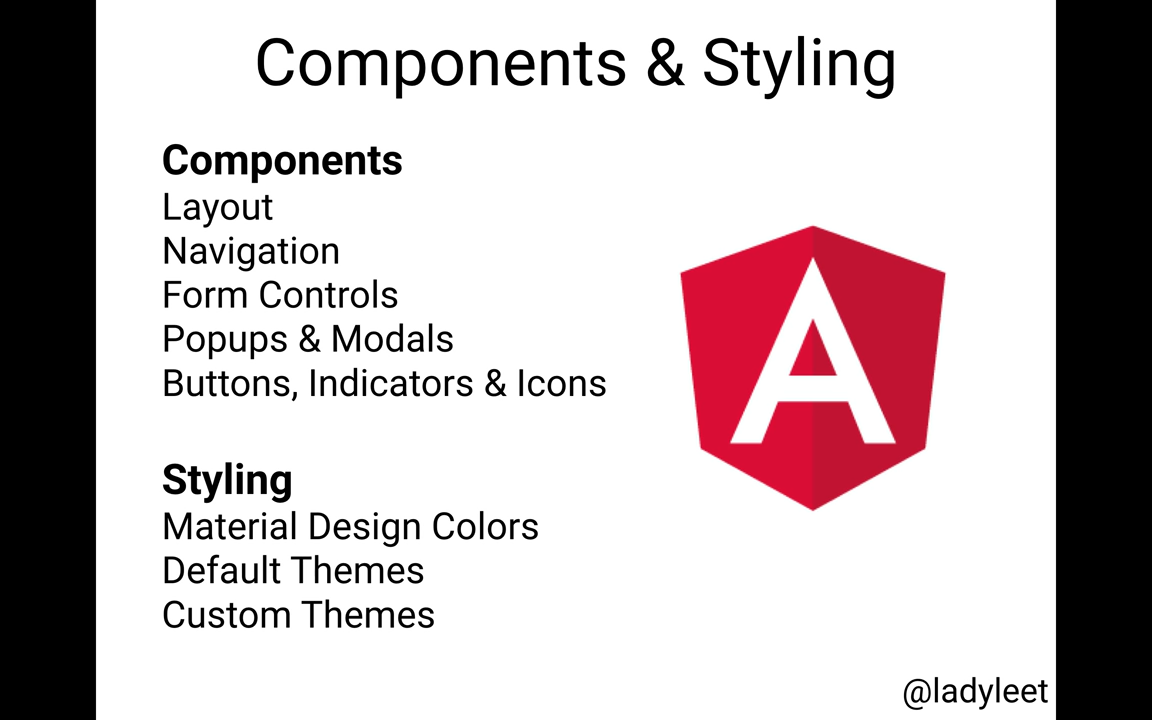 Components & Styling
Components
Layout
Navigation
Form Controls
Popups & Modals
Buttons, Indicators & Icons
Styling
Material Design Colors
Default Themes
Custom Themes
A
@ladyleet